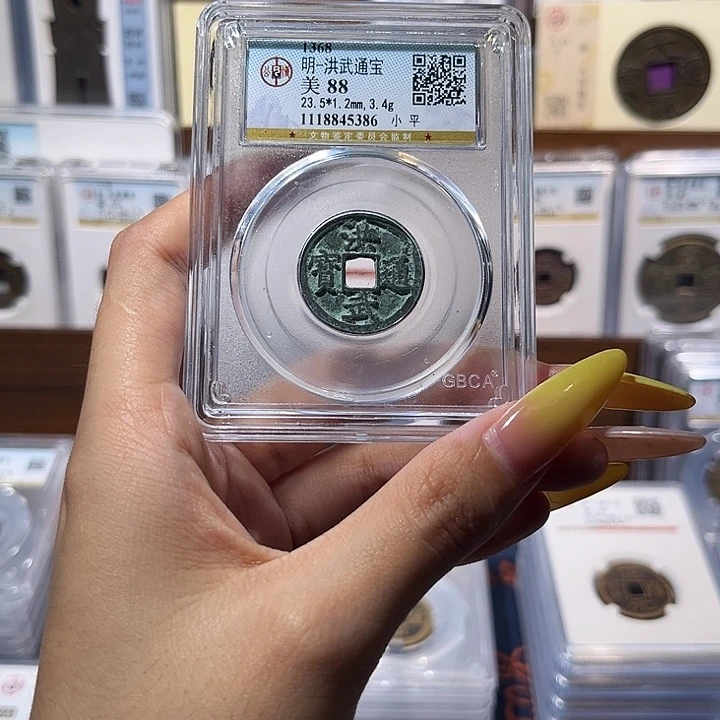 1368
明-洪武通宝
美 88
23.5*1.2mm,3.4g
1118845386 小平
★ 文物鉴定委员会监制 ★
洪武通寶
GBCA